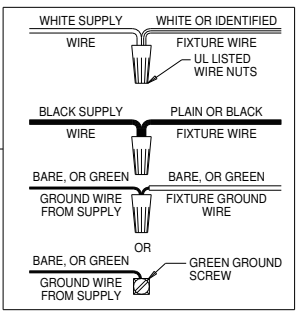 WHITE SUPPLY WHITE OR IDENTIFIED
WIRE FIXTURE WIRE
UL LISTED
WIRE NUTS
BLACK SUPPLY PLAIN OR BLACK
WIRE FIXTURE WIRE
BARE, OR GREEN BARE, OR GREEN
GROUND WIRE FIXTURE GROUND
FROM SUPPLY WIRE
OR
BARE, OR GREEN GREEN GROUND
SCREW
GROUND WIRE
FROM SUPPLY